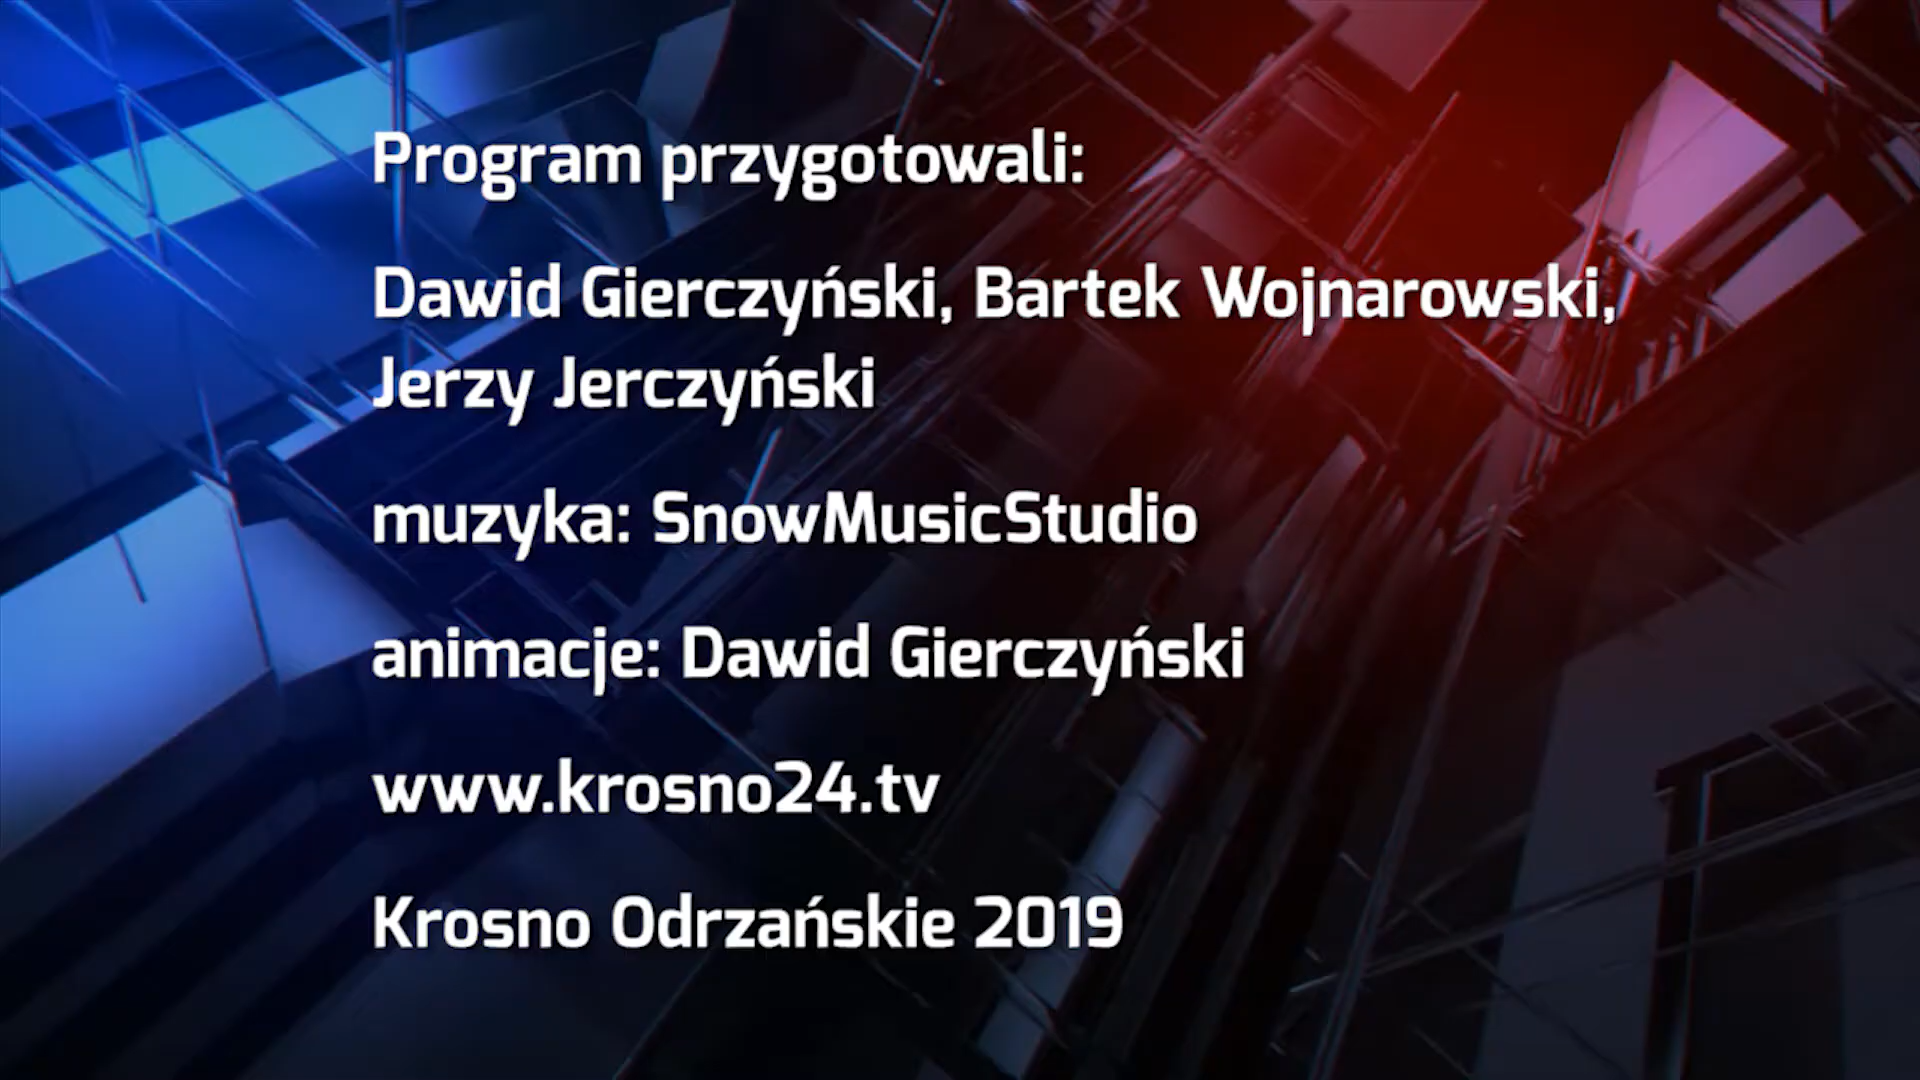 Program przygotowali:
Dawid Gierczyński, Bartek Wojnarowski,
Jerzy Jerczyński
muzyka: SnowMusicStudio
animacje: Dawid Gierczyński
www.krosno24.tv
Krosno Odrzańskie 2019